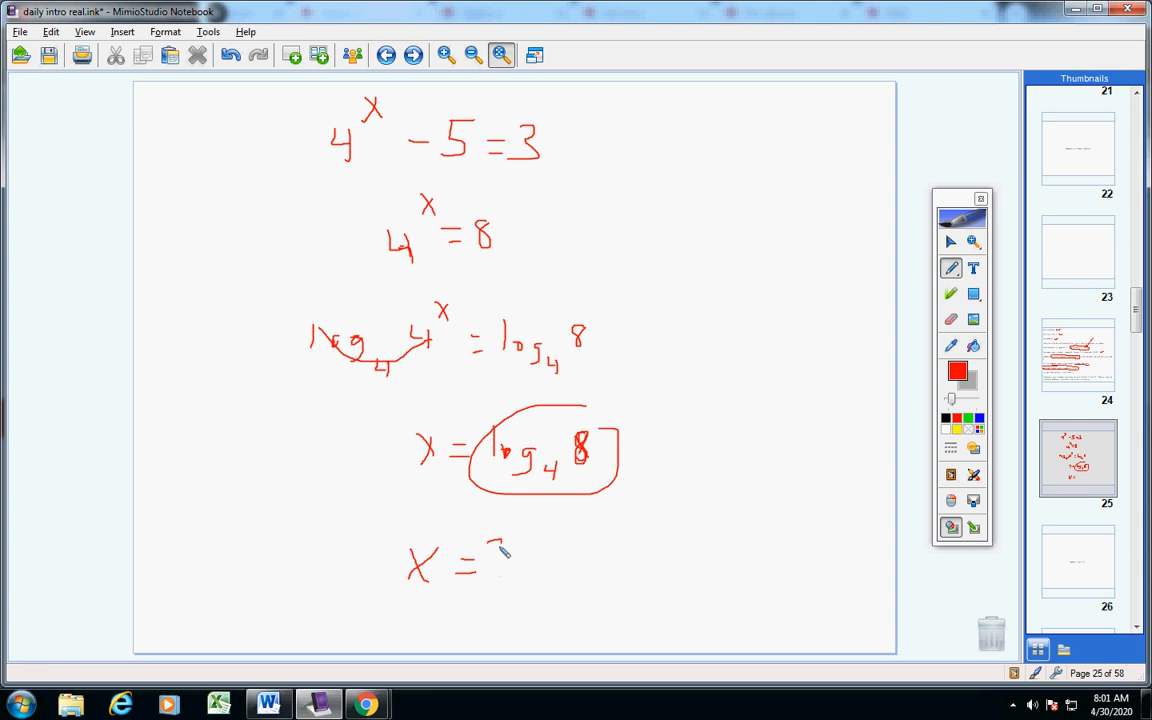 daily intro real.ink* - MimioStudio Notebook
File Edit View Insert Format Tools Help
Thumbnails
4^x - 5 = 3
4^x = 8
log_4 4^x = log_4 8
x = log_4 8
x =
21
22
23
24
25
26
Page 25 of 58
8:01 AM
4/30/2020